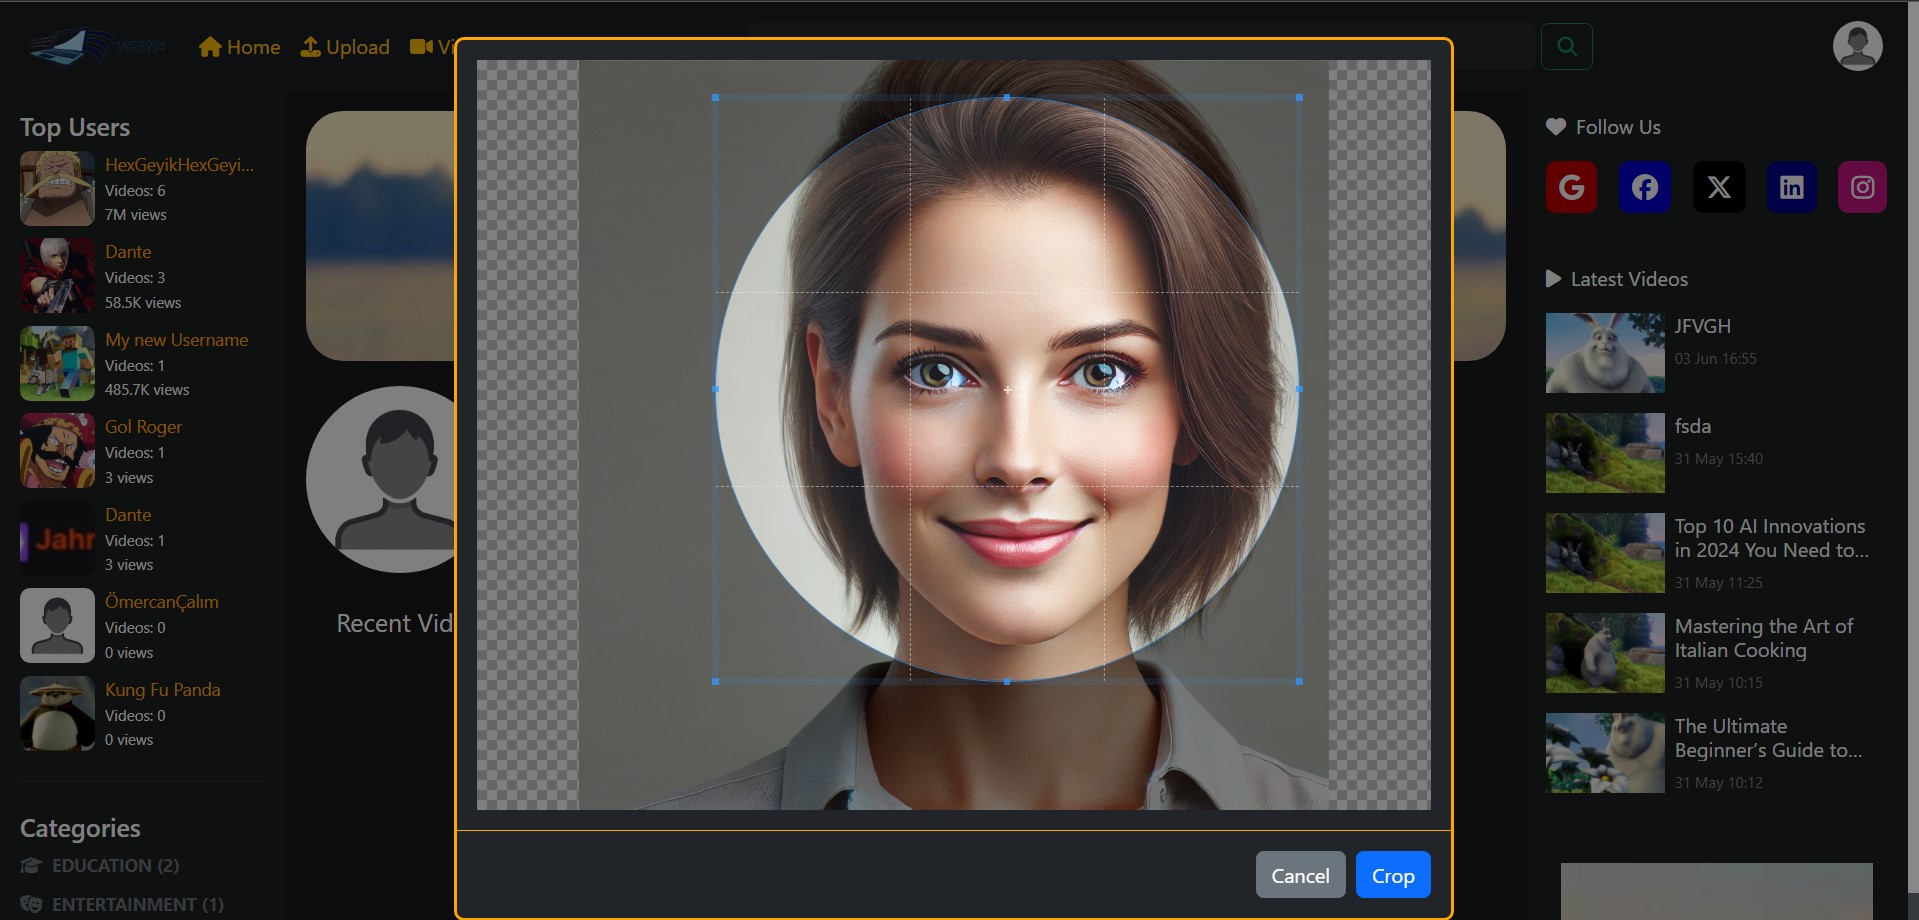 Home
Upload
Top Users
HexGeyikHexGeyi...
Videos: 6
7M views
Dante
Videos: 3
58.5K views
My new Username
Videos: 1
485.7K views
Gol Roger
Videos: 1
3 views
Dante
Videos: 1
3 views
ÖmercanÇalım
Videos: 0
0 views
Kung Fu Panda
Videos: 0
0 views
Categories
EDUCATION (2)
ENTERTAINMENT (1)
Recent Vid
Cancel
Crop
Follow Us
Latest Videos
JFVGH
03 Jun 16:55
fsda
31 May 15:40
Top 10 AI Innovations
in 2024 You Need to...
31 May 11:25
Mastering the Art of
Italian Cooking
31 May 10:15
The Ultimate
Beginner’s Guide to...
31 May 10:12